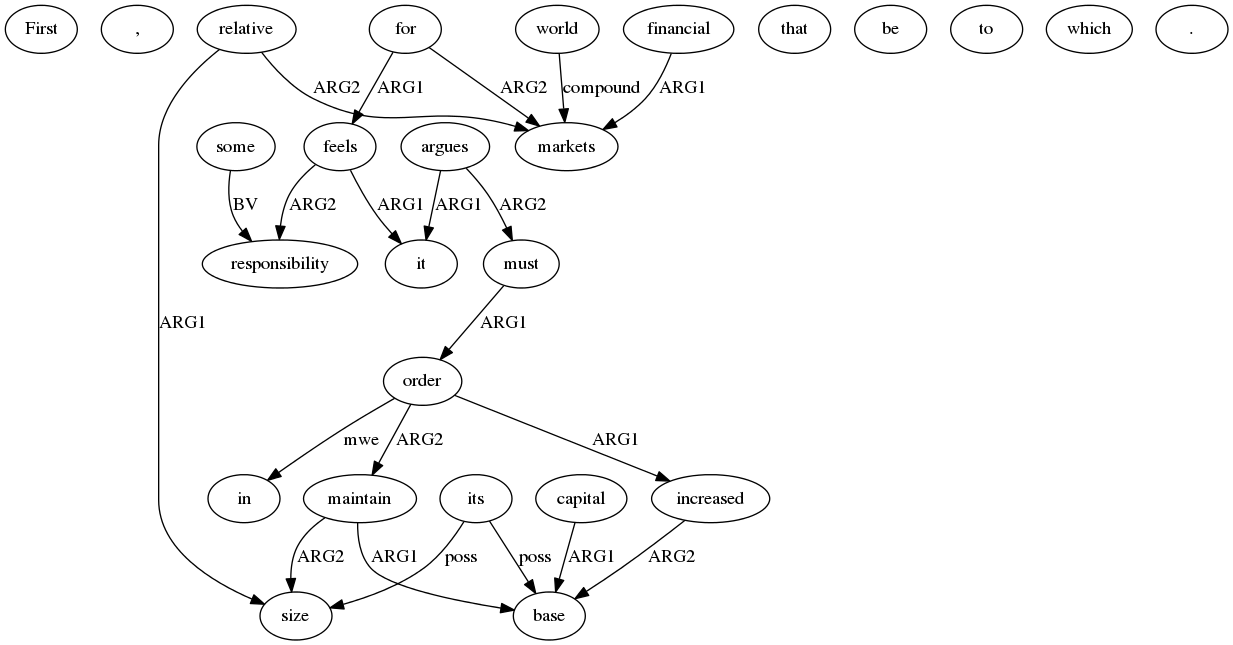 First , relative for world financial that be to which .
ARG2 ARG1 ARG2 compound ARG1
some feels argues markets
BV ARG2 ARG1 ARG1 ARG2
responsibility it must
ARG1 ARG1
order
mwe ARG2 ARG1
in maintain its capital increased
ARG2 ARG1 poss poss ARG1 ARG2
size base